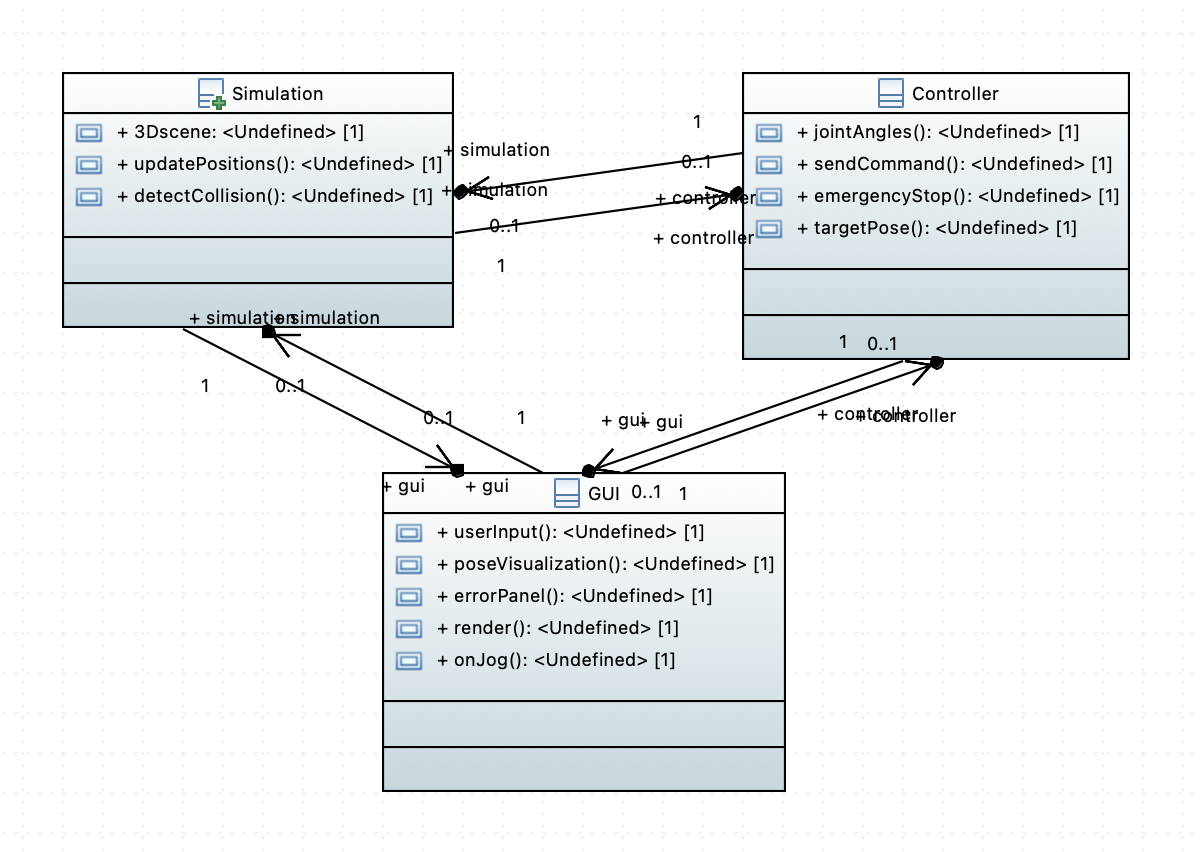 Simulation
+ 3Dscene: <Undefined> [1]
+ updatePositions(): <Undefined> [1]
+ detectCollision(): <Undefined> [1]
Controller
+ jointAngles(): <Undefined> [1]
+ sendCommand(): <Undefined> [1]
+ emergencyStop(): <Undefined> [1]
+ targetPose(): <Undefined> [1]
1
+ simulation
0..1
+ simulation
+ controller
0..1
+ controller
1
+ simulation
+ simulation
1
0..1
0..1
1
1
0..1
+ gui
+ gui
+ controller
+ controller
+ gui
+ gui
GUI
0..1
1
+ userInput(): <Undefined> [1]
+ poseVisualization(): <Undefined> [1]
+ errorPanel(): <Undefined> [1]
+ render(): <Undefined> [1]
+ onJog(): <Undefined> [1]